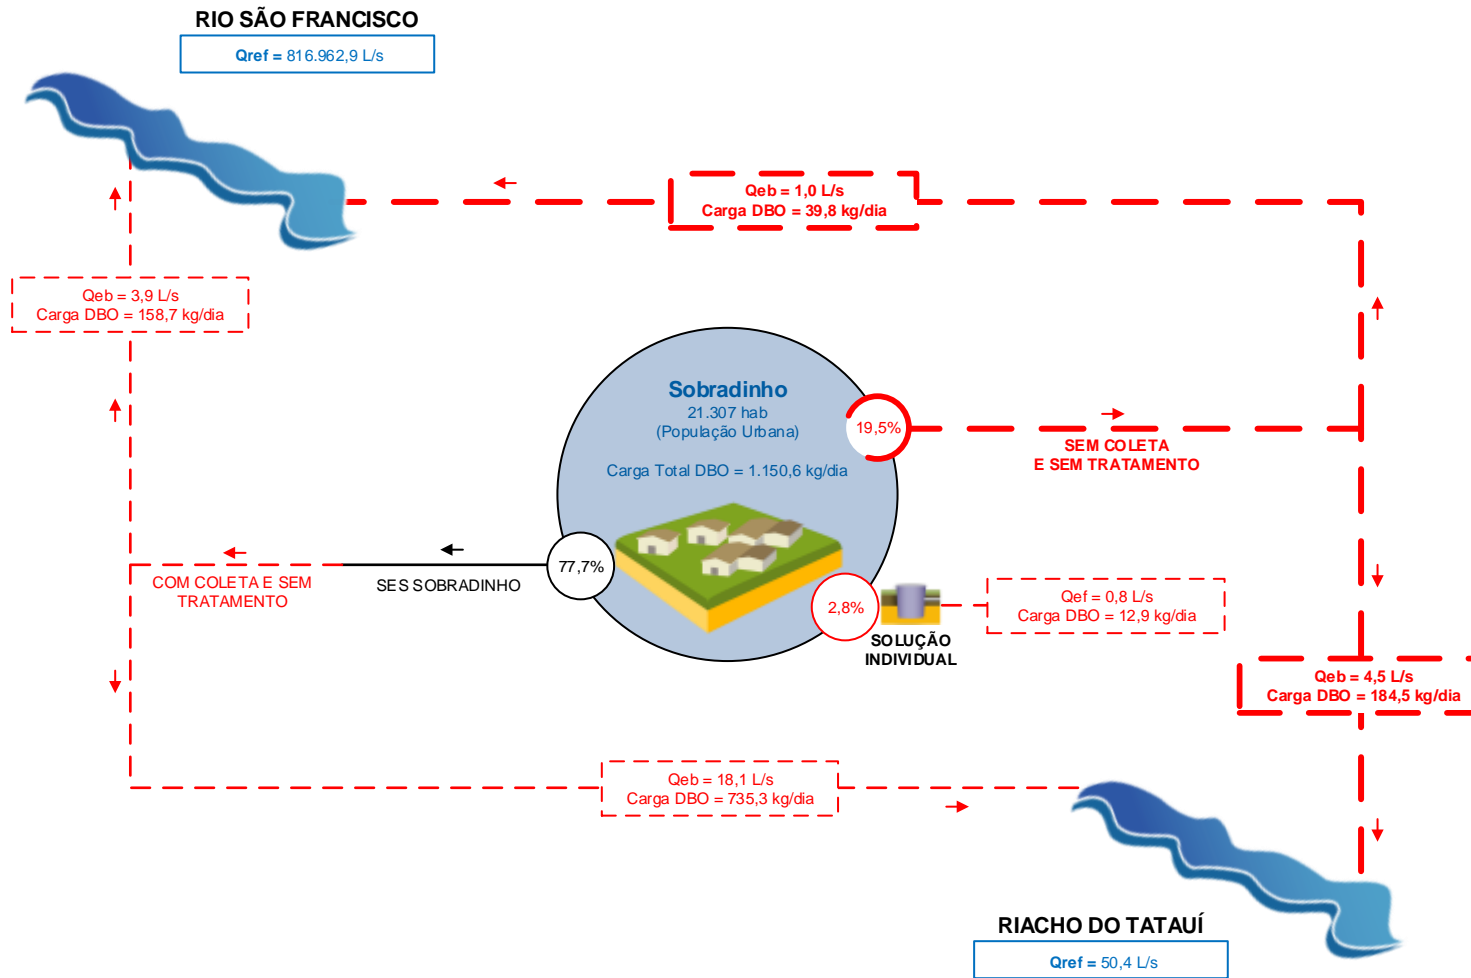 RIO SÃO FRANCISCO
Qref = 816.962,9 L/s
Qeb = 1,0 L/s
Carga DBO = 39,8 kg/dia
Qeb = 3,9 L/s
Carga DBO = 158,7 kg/dia
Sobradinho
21.307 hab
(População Urbana)
Carga Total DBO = 1.150,6 kg/dia
19,5%
SEM COLETA
E SEM TRATAMENTO
77,7%
SES SOBRADINHO
COM COLETA E SEM
TRATAMENTO
2,8%
SOLUÇÃO
INDIVIDUAL
Qef = 0,8 L/s
Carga DBO = 12,9 kg/dia
Qeb = 4,5 L/s
Carga DBO = 184,5 kg/dia
Qeb = 18,1 L/s
Carga DBO = 735,3 kg/dia
RIACHO DO TATAUÍ
Qref = 50,4 L/s